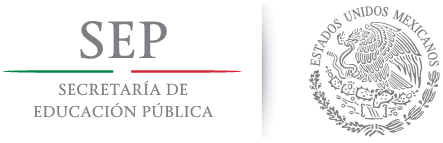 SEP
SECRETARÍA DE
EDUCACIÓN PÚBLICA
ESTADOS UNIDOS MEXICANOS